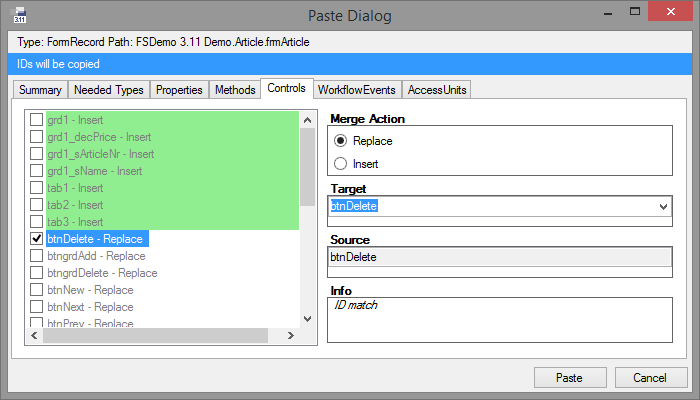 3.11
Paste Dialog
Type: FormRecord Path: FSDemo 3.11 Demo.Article.frmArticle
IDs will be copied
Summary Needed Types Properties Methods Controls WorkflowEvents AccessUnits
grd1 - Insert
grd1_decPrice - Insert
grd1_sArticleNr - Insert
grd1_sName - Insert
tab1 - Insert
tab2 - Insert
tab3 - Insert
btnDelete - Replace
btngrdAdd - Replace
btngrdDelete - Replace
btnNew - Replace
btnNext - Replace
btnPrev - Replace
Merge Action
Replace
Insert
Target
btnDelete
Source
btnDelete
Info
ID match
Paste Cancel